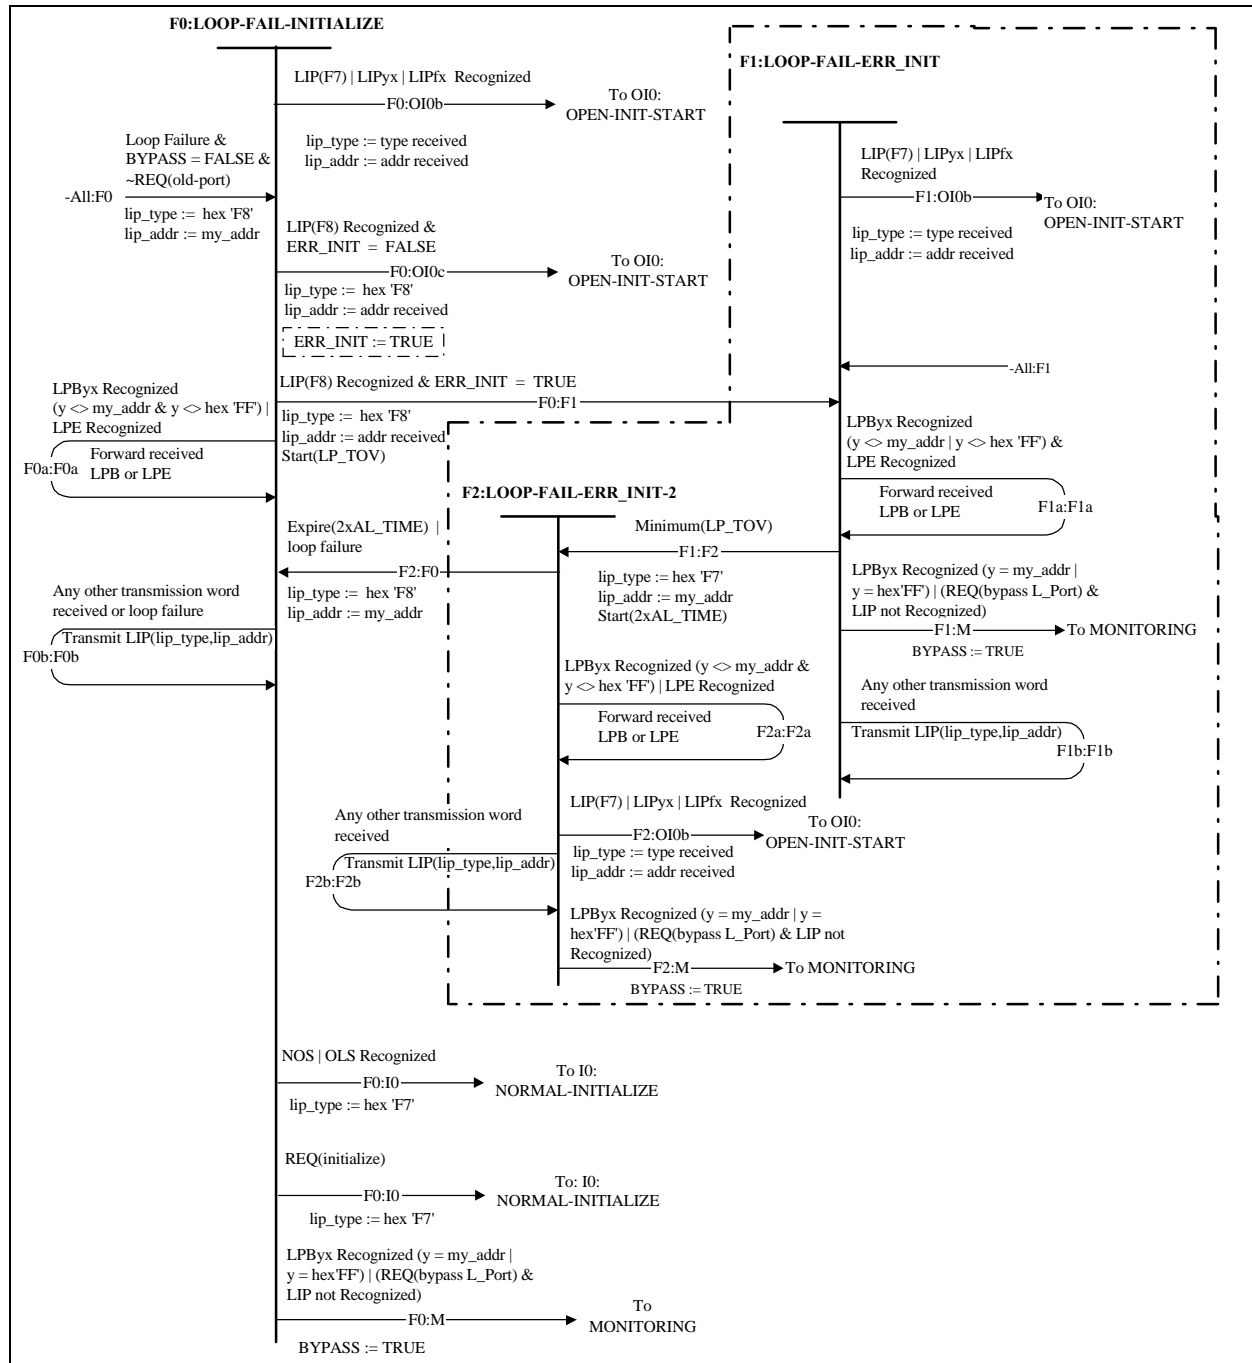 F0:LOOP-FAIL-INITIALIZE
LIP(F7) | LIPyx | LIPfx Recognized
F0:OI0b
To OI0:
OPEN-INIT-START
lip_type := type received
lip_addr := addr received
Loop Failure &
BYPASS = FALSE &
~REQ(old-port)
-All:F0
lip_type := hex 'F8'
lip_addr := my_addr
LIP(F8) Recognized &
ERR_INIT = FALSE
F0:OI0c
To OI0:
OPEN-INIT-START
lip_type := hex 'F8'
lip_addr := addr received
ERR_INIT := TRUE
LIP(F8) Recognized & ERR_INIT = TRUE
F0:F1
lip_type := hex 'F8'
lip_addr := addr received
Start(LP_TOV)
LPByx Recognized
(y <> my_addr & y <> hex 'FF') |
LPE Recognized
Forward received
LPB or LPE
F0a:F0a
Expire(2xAL_TIME) |
loop failure
F2:F0
lip_type := hex 'F8'
lip_addr := my_addr
Any other transmission word
received or loop failure
Transmit LIP(lip_type,lip_addr)
F0b:F0b
F1:LOOP-FAIL-ERR_INIT
LIP(F7) | LIPyx | LIPfx
Recognized
F1:OI0b
To OI0:
OPEN-INIT-START
lip_type := type received
lip_addr := addr received
-All:F1
LPByx Recognized
(y <> my_addr | y <> hex 'FF') &
LPE Recognized
Forward received
LPB or LPE
F1a:F1a
F2:LOOP-FAIL-ERR_INIT-2
Minimum(LP_TOV)
F1:F2
lip_type := hex 'F7'
lip_addr := my_addr
Start(2xAL_TIME)
LPByx Recognized (y = my_addr |
y = hex'FF') | (REQ(bypass L_Port) &
LIP not Recognized)
F1:M
To MONITORING
BYPASS := TRUE
Any other transmission word
received
Transmit LIP(lip_type,lip_addr)
F1b:F1b
LPByx Recognized (y <> my_addr &
y <> hex 'FF') | LPE Recognized
Forward received
LPB or LPE
F2a:F2a
LIP(F7) | LIPyx | LIPfx Recognized
F2:OI0b
To OI0:
OPEN-INIT-START
lip_type := type received
lip_addr := addr received
Any other transmission word
received
Transmit LIP(lip_type,lip_addr)
F2b:F2b
LPByx Recognized (y = my_addr | y =
hex'FF') | (REQ(bypass L_Port) & LIP not
Recognized)
F2:M
To MONITORING
BYPASS := TRUE
NOS | OLS Recognized
F0:I0
To I0:
NORMAL-INITIALIZE
lip_type := hex 'F7'
REQ(initialize)
F0:I0
To: I0:
NORMAL-INITIALIZE
lip_type := hex 'F7'
LPByx Recognized (y = my_addr |
y = hex'FF') | (REQ(bypass L_Port) &
LIP not Recognized)
F0:M
To
MONITORING
BYPASS := TRUE